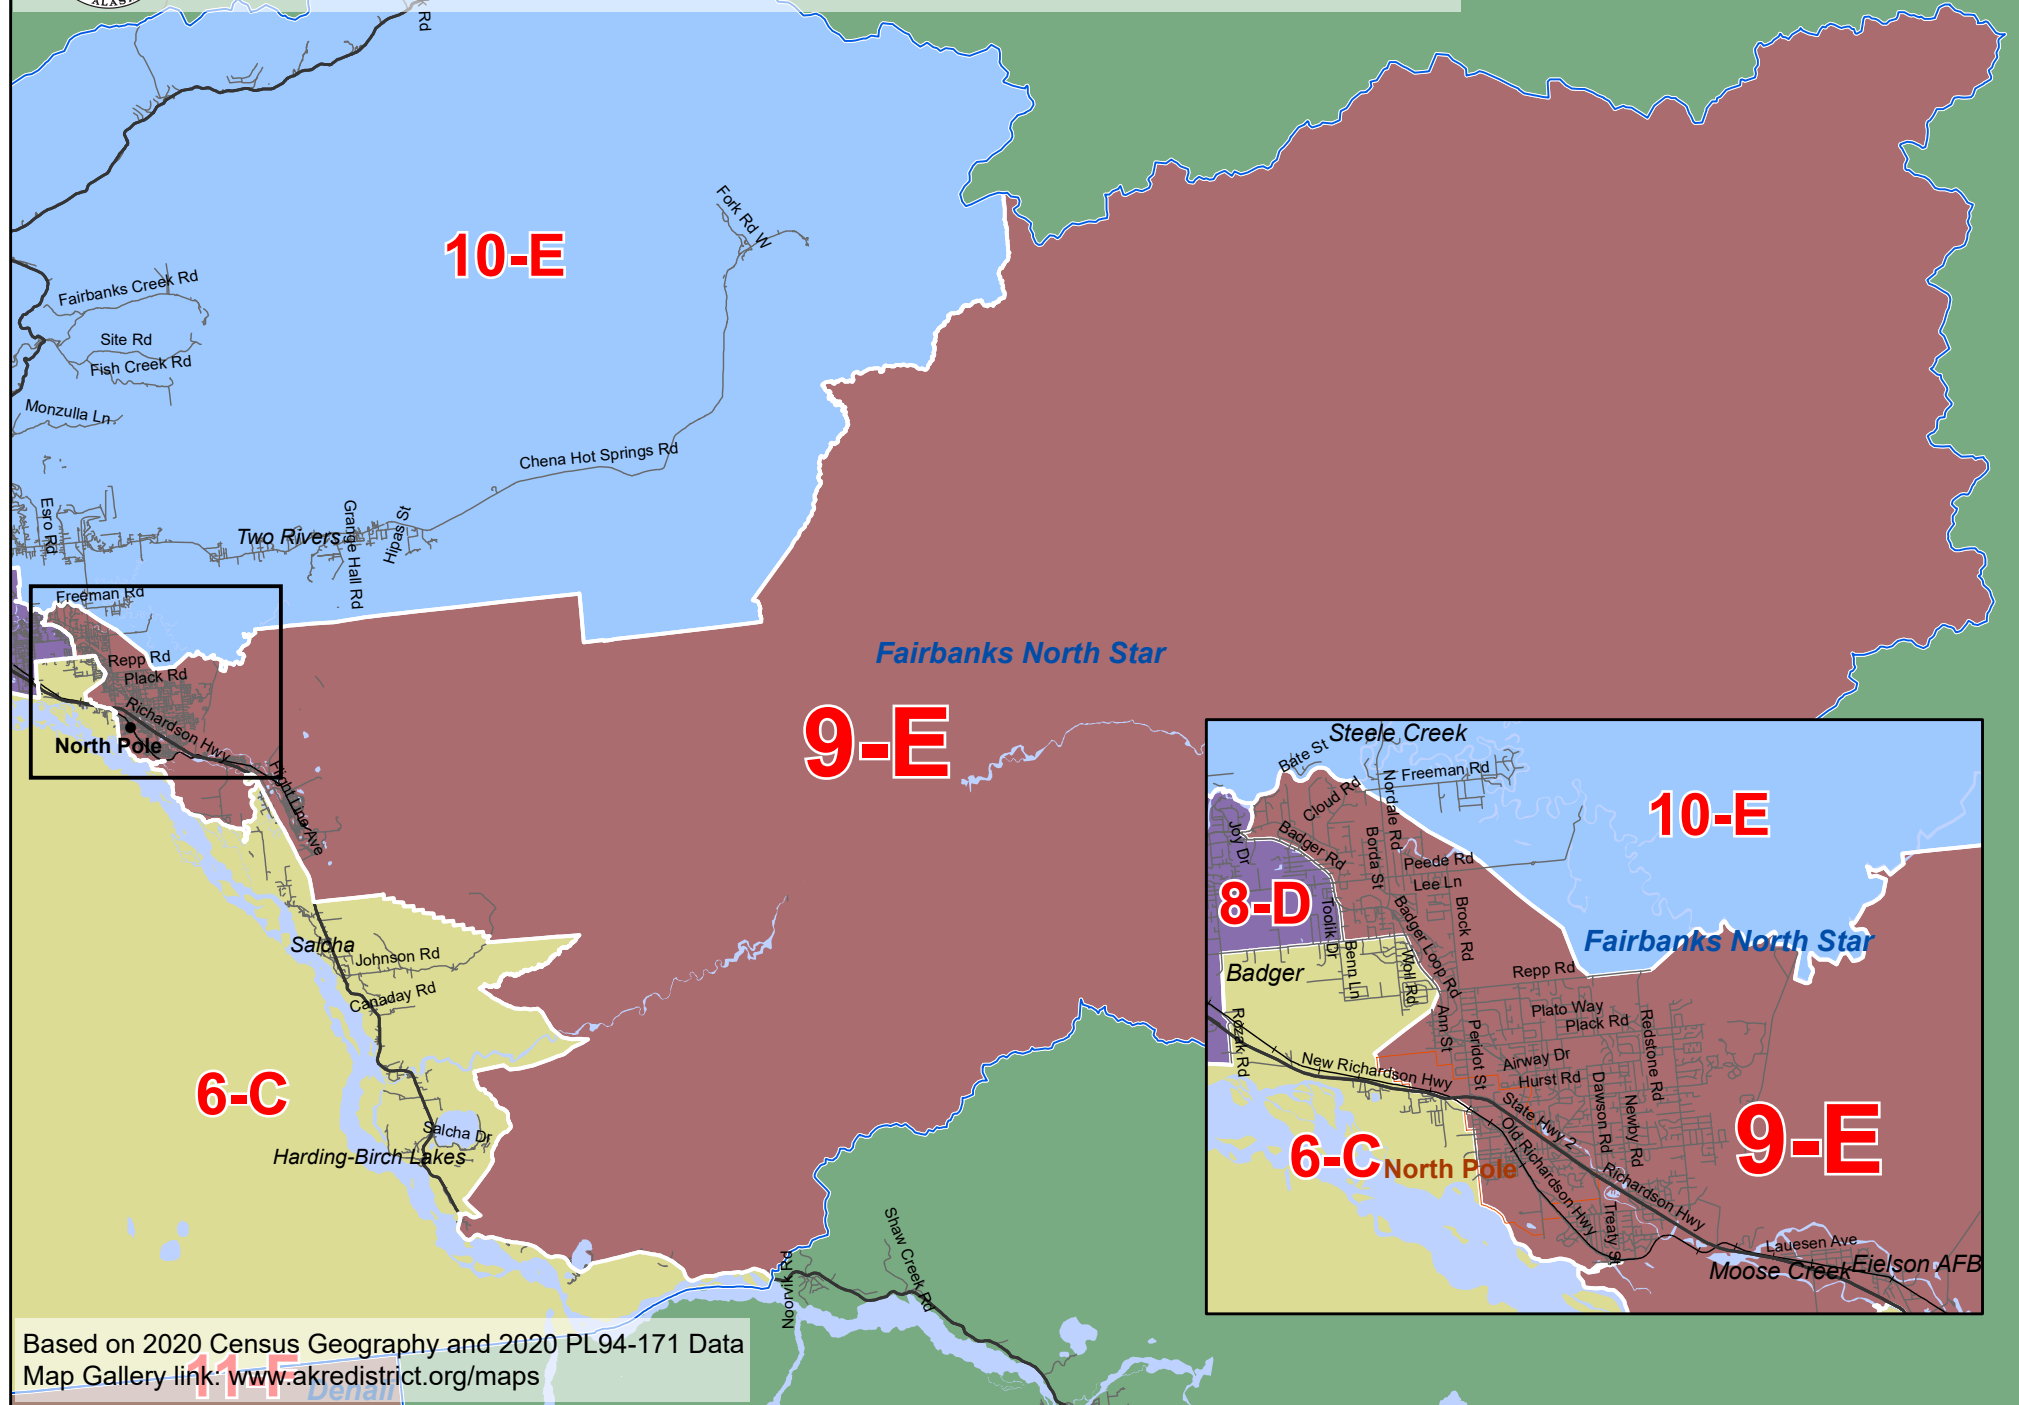 ALASKA
Rd
10-E
Fork Rd W
Fairbanks Creek Rd
Site Rd
Fish Creek Rd
Monzulla Ln
Chena Hot Springs Rd
Esro Rd
Two Rivers
Grange Hall Rd
Hipas St
Freeman Rd
Repp Rd
Plack Rd
Richardson Hwy
North Pole
Flight Line Ave
Fairbanks North Star
9-E
Salcha
Johnson Rd
Canaday Rd
6-C
Salcha Dr
Harding-Birch Lakes
Noorvik Rd
Shaw Creek Rd
Steele Creek
Bate St
Freeman Rd
Cloud Rd
Nordale Rd
10-E
Joy Dr
Badger Rd
Borda St
Peede Rd
Lee Ln
8-D
Toolik Dr
Badger Loop Rd
Brock Rd
Fairbanks North Star
Badger
Benn Ln
Woll Rd
Repp Rd
Rozak Rd
Ann St
Peridot St
Plato Way
Plack Rd
Redstone Rd
New Richardson Hwy
Airway Dr
Hurst Rd
Dawson Rd
Newby Rd
State Hwy 2
Old Richardson Hwy
9-E
6-C
North Pole
Richardson Hwy
Treaty St
Lauesen Ave
Moose Creek
Eielson AFB
Based on 2020 Census Geography and 2020 PL94-171 Data
Map Gallery link: www.akredistrict.org/maps
11-F
Denali